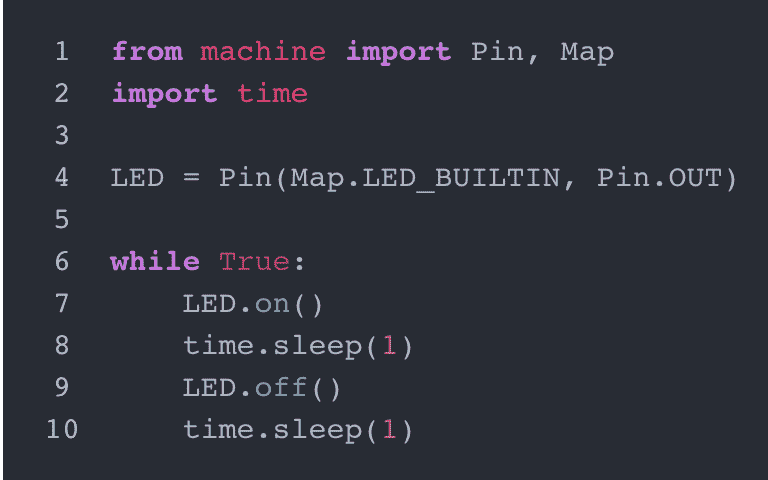 1 from machine import Pin, Map
2 import time
3
4 LED = Pin(Map.LED_BUILTIN, Pin.OUT)
5
6 while True:
7     LED.on()
8     time.sleep(1)
9     LED.off()
10     time.sleep(1)